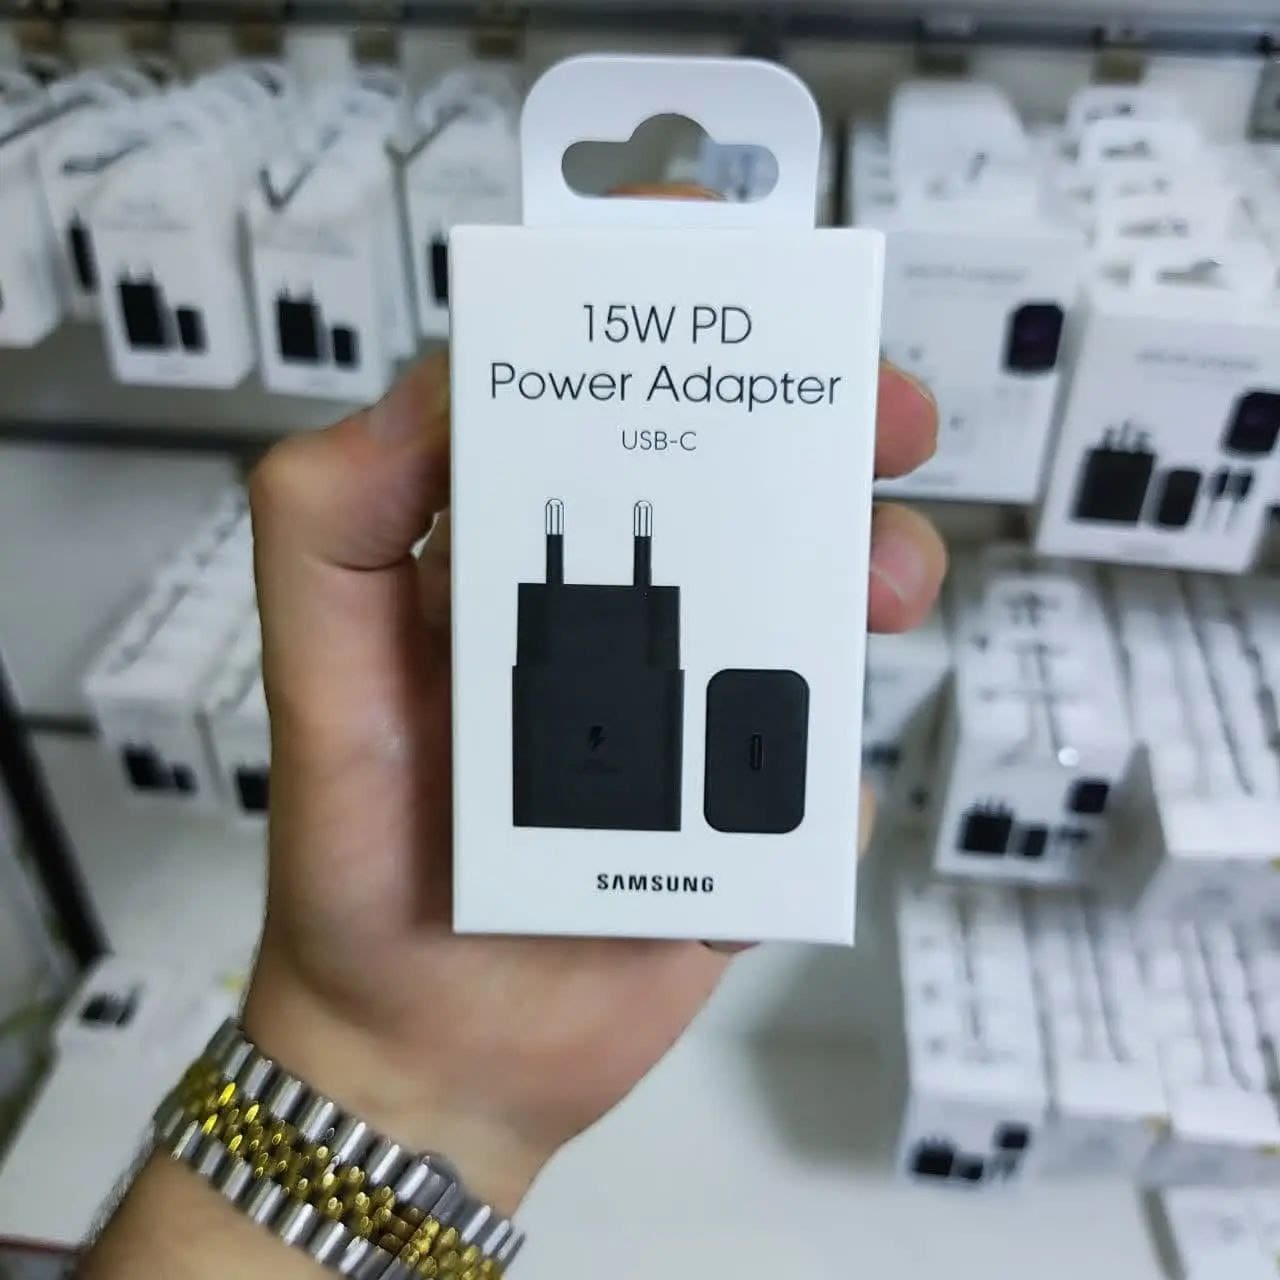 15W PD
Power Adapter
USB-C
SAMSUNG